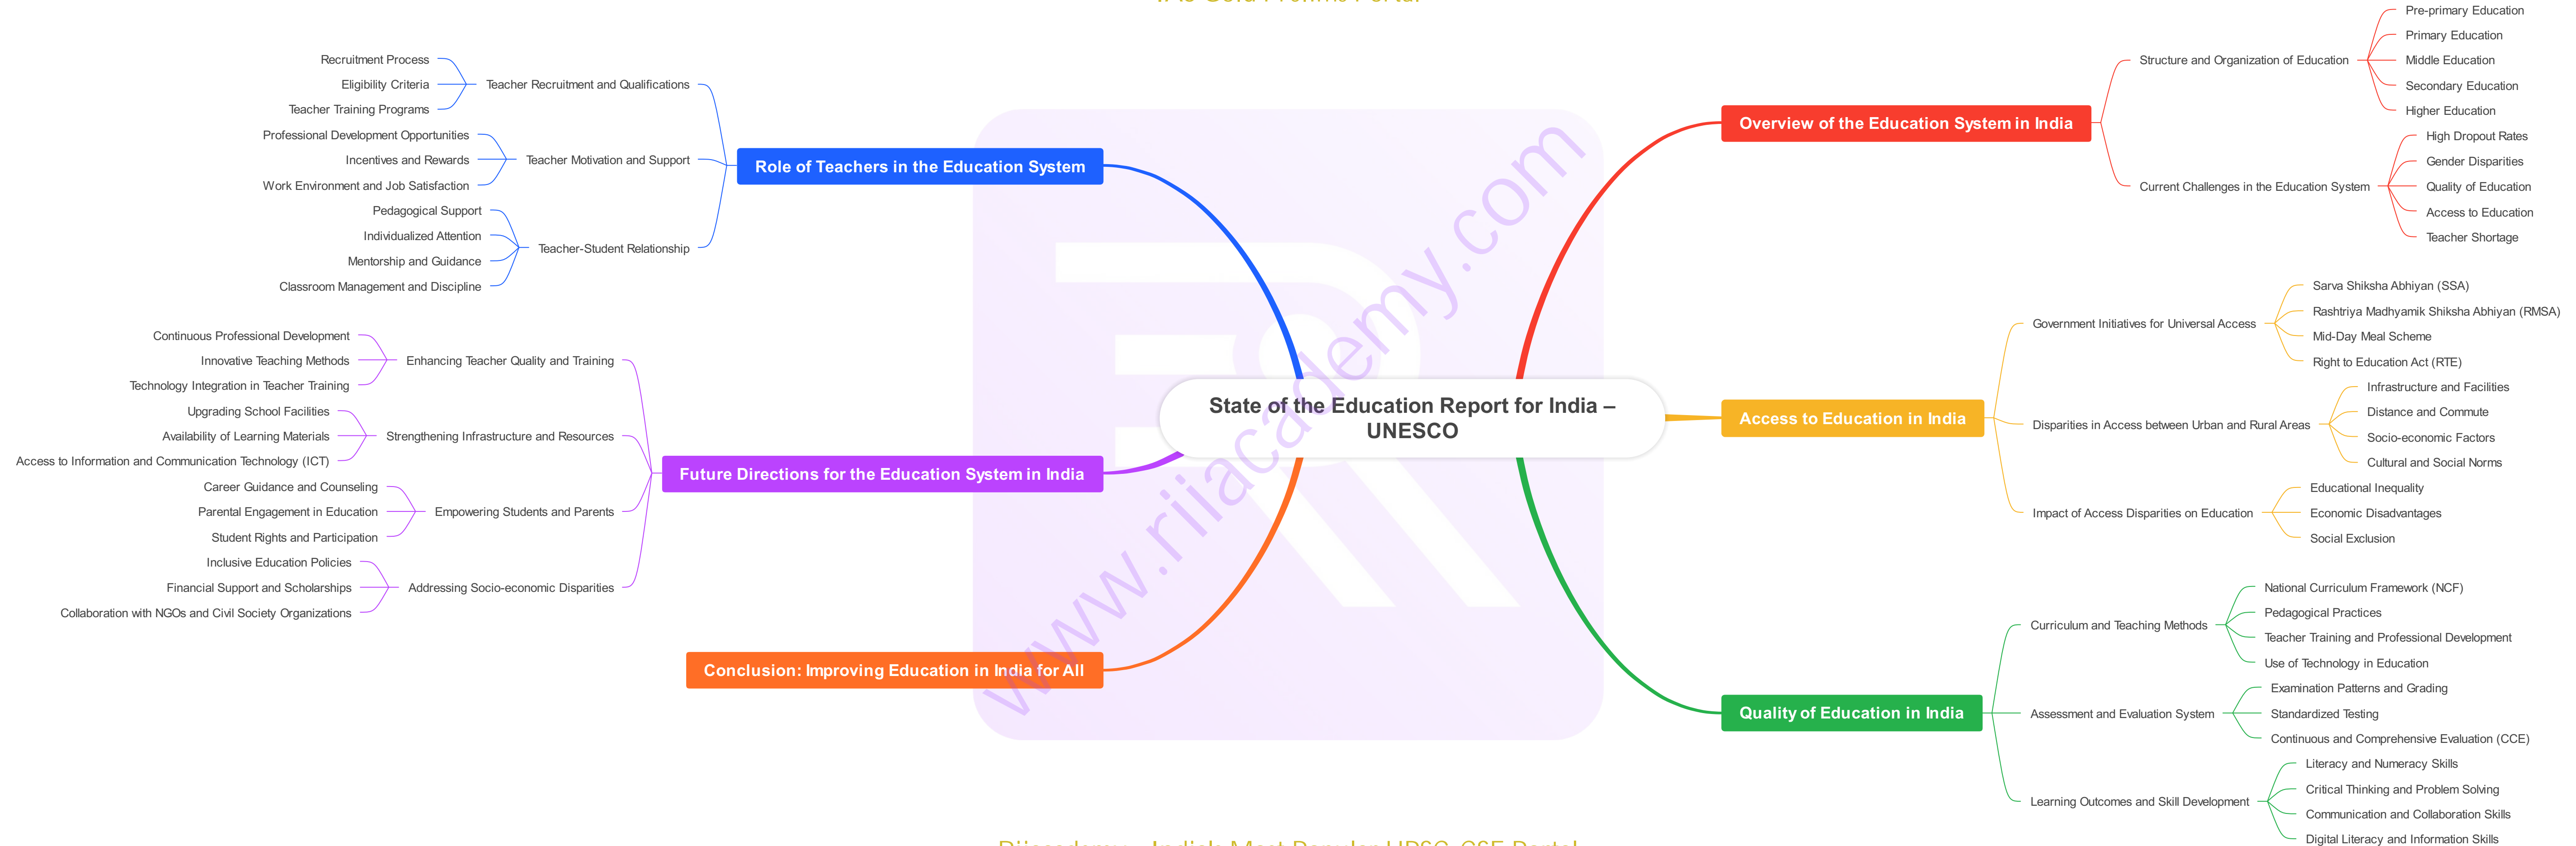 IAS Gold Prelims Portal
State of the Education Report for India –
UNESCO
Overview of the Education System in India
Structure and Organization of Education
Pre-primary Education
Primary Education
Middle Education
Secondary Education
Higher Education
Current Challenges in the Education System
High Dropout Rates
Gender Disparities
Quality of Education
Access to Education
Teacher Shortage
Access to Education in India
Government Initiatives for Universal Access
Sarva Shiksha Abhiyan (SSA)
Rashtriya Madhyamik Shiksha Abhiyan (RMSA)
Mid-Day Meal Scheme
Right to Education Act (RTE)
Disparities in Access between Urban and Rural Areas
Infrastructure and Facilities
Distance and Commute
Socio-economic Factors
Cultural and Social Norms
Impact of Access Disparities on Education
Educational Inequality
Economic Disadvantages
Social Exclusion
Quality of Education in India
Curriculum and Teaching Methods
National Curriculum Framework (NCF)
Pedagogical Practices
Teacher Training and Professional Development
Use of Technology in Education
Assessment and Evaluation System
Examination Patterns and Grading
Standardized Testing
Continuous and Comprehensive Evaluation (CCE)
Learning Outcomes and Skill Development
Literacy and Numeracy Skills
Critical Thinking and Problem Solving
Communication and Collaboration Skills
Digital Literacy and Information Skills
Role of Teachers in the Education System
Teacher Recruitment and Qualifications
Recruitment Process
Eligibility Criteria
Teacher Training Programs
Teacher Motivation and Support
Professional Development Opportunities
Incentives and Rewards
Work Environment and Job Satisfaction
Teacher-Student Relationship
Pedagogical Support
Individualized Attention
Mentorship and Guidance
Classroom Management and Discipline
Future Directions for the Education System in India
Enhancing Teacher Quality and Training
Continuous Professional Development
Innovative Teaching Methods
Technology Integration in Teacher Training
Strengthening Infrastructure and Resources
Upgrading School Facilities
Availability of Learning Materials
Access to Information and Communication Technology (ICT)
Empowering Students and Parents
Career Guidance and Counseling
Parental Engagement in Education
Student Rights and Participation
Addressing Socio-economic Disparities
Inclusive Education Policies
Financial Support and Scholarships
Collaboration with NGOs and Civil Society Organizations
Conclusion: Improving Education in India for All
www.rijacademy.com
India's Most Popular UPSC CSE Portal